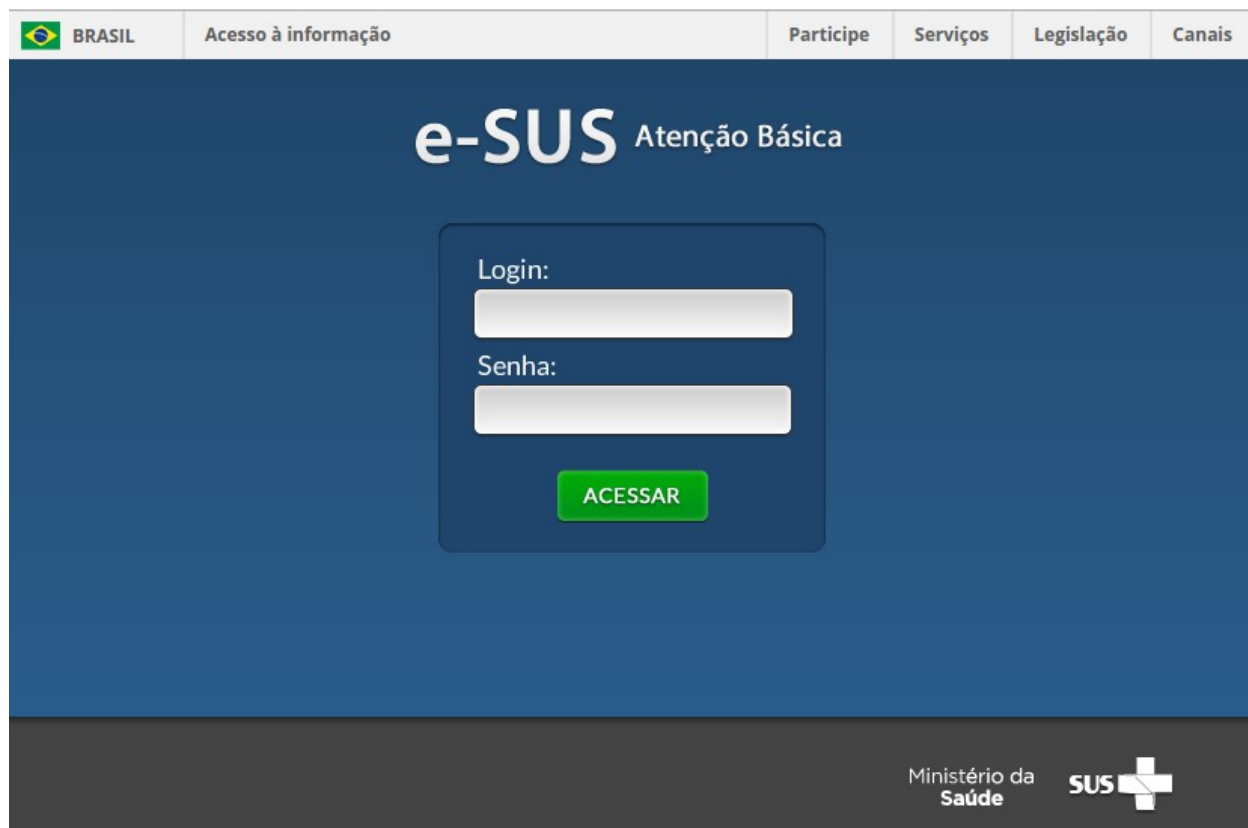 BRASIL Acesso à informação Participe Serviços Legislação Canais
e-SUS Atenção Básica
Login:
Senha:
ACESSAR
Ministério da
Saúde
SUS